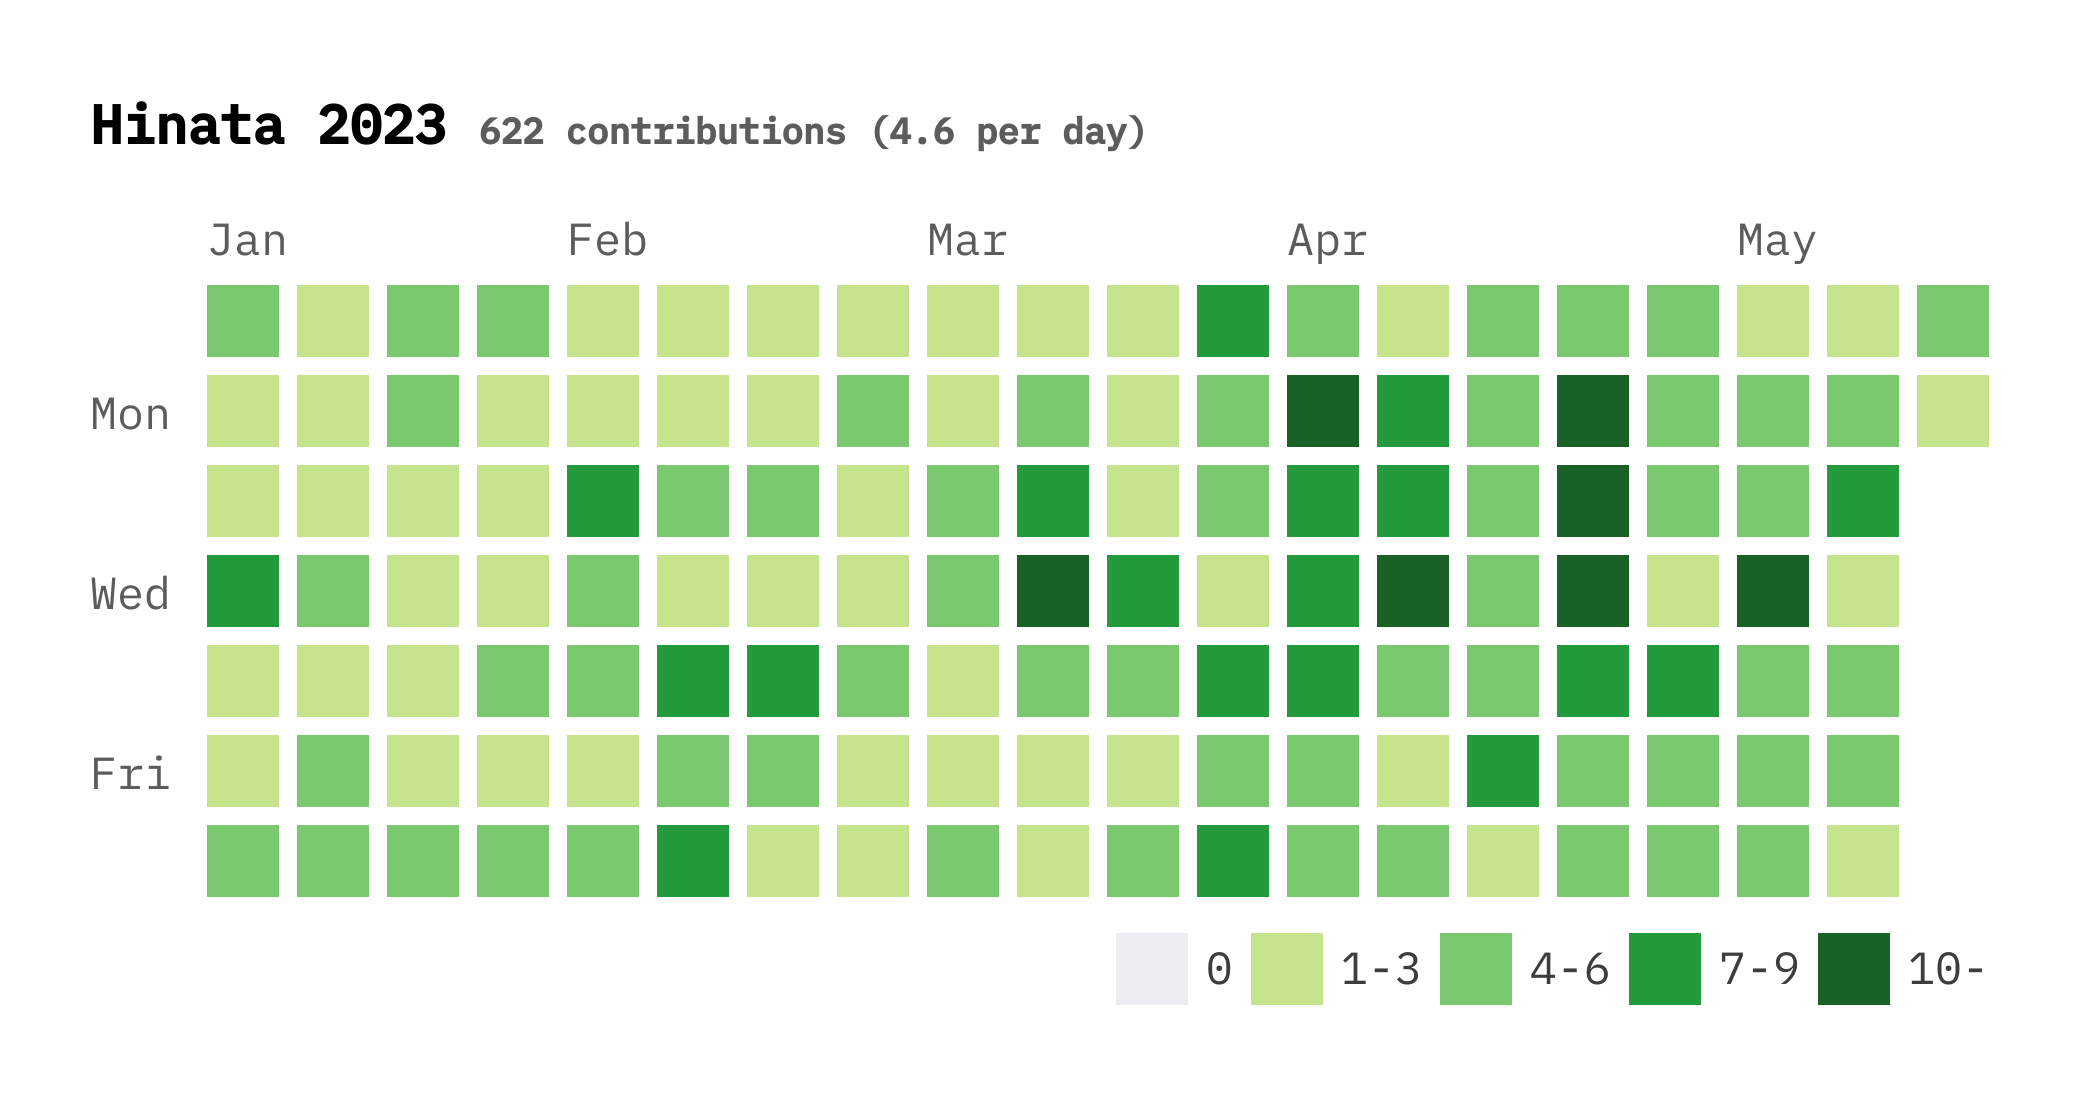 Hinata 2023 622 contributions (4.6 per day)
Jan Feb Mar Apr May
Mon
Wed
Fri
0 1-3 4-6 7-9 10-